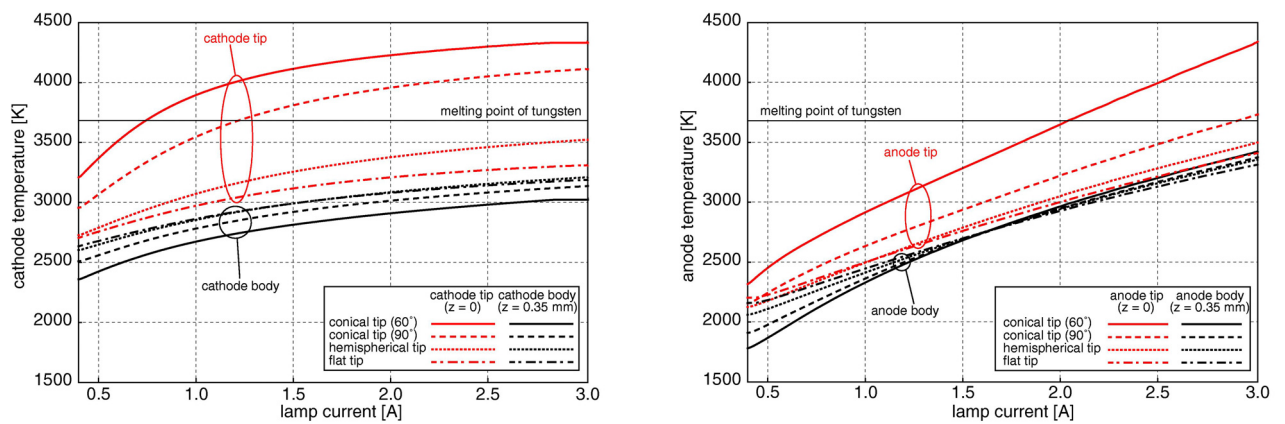 4500
4000
3500
3000
2500
2000
1500
cathode temperature [K]
cathode tip
melting point of tungsten
cathode body
cathode tip cathode body
(z = 0) (z = 0.35 mm)
conical tip (60°)
conical tip (90°)
hemispherical tip
flat tip
0.5 1.0 1.5 2.0 2.5 3.0
lamp current [A]
4500
4000
3500
3000
2500
2000
1500
anode temperature [K]
melting point of tungsten
anode tip
anode body
anode tip anode body
(z = 0) (z = 0.35 mm)
conical tip (60°)
conical tip (90°)
hemispherical tip
flat tip
0.5 1.0 1.5 2.0 2.5 3.0
lamp current [A]